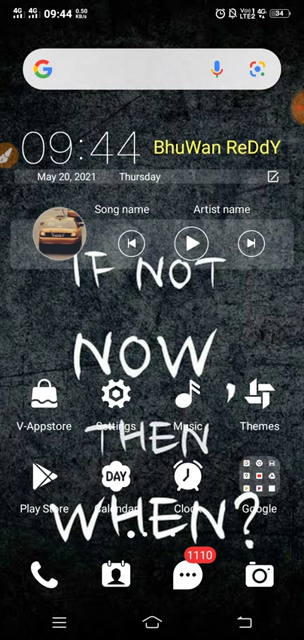 4G 4G 09:44 0.50 KB/s Vo)) 1 LTE2 4G 34
G
09:44 BhuWan ReDdY
May 20, 2021 Thursday
Song name Artist name
IF NOT
NOW,
V-Appstore Settings Music Themes
THEN
DAY
Play Store Calendar Clock Google
WHEN?
1110